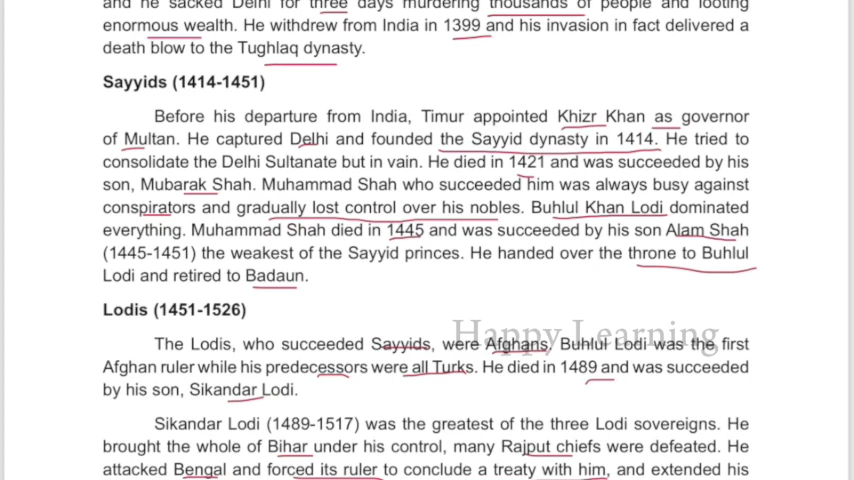 and he sacked Delhi for three days murdering thousands of people and looting
enormous wealth. He withdrew from India in 1399 and his invasion in fact delivered a
death blow to the Tughlaq dynasty.
Sayyids (1414-1451)
Before his departure from India, Timur appointed Khizr Khan as governor
of Multan. He captured Delhi and founded the Sayyid dynasty in 1414. He tried to
consolidate the Delhi Sultanate but in vain. He died in 1421 and was succeeded by his
son, Mubarak Shah. Muhammad Shah who succeeded him was always busy against
conspirators and gradually lost control over his nobles. Buhlul Khan Lodi dominated
everything. Muhammad Shah died in 1445 and was succeeded by his son Alam Shah
(1445-1451) the weakest of the Sayyid princes. He handed over the throne to Buhlul
Lodi and retired to Badaun.
Lodis (1451-1526)
Happy Learning
The Lodis, who succeeded Sayyids, were Afghans. Buhlul Lodi was the first
Afghan ruler while his predecessors were all Turks. He died in 1489 and was succeeded
by his son, Sikandar Lodi.
Sikandar Lodi (1489-1517) was the greatest of the three Lodi sovereigns. He
brought the whole of Bihar under his control, many Rajput chiefs were defeated. He
attacked Bengal and forced its ruler to conclude a treaty with him, and extended his